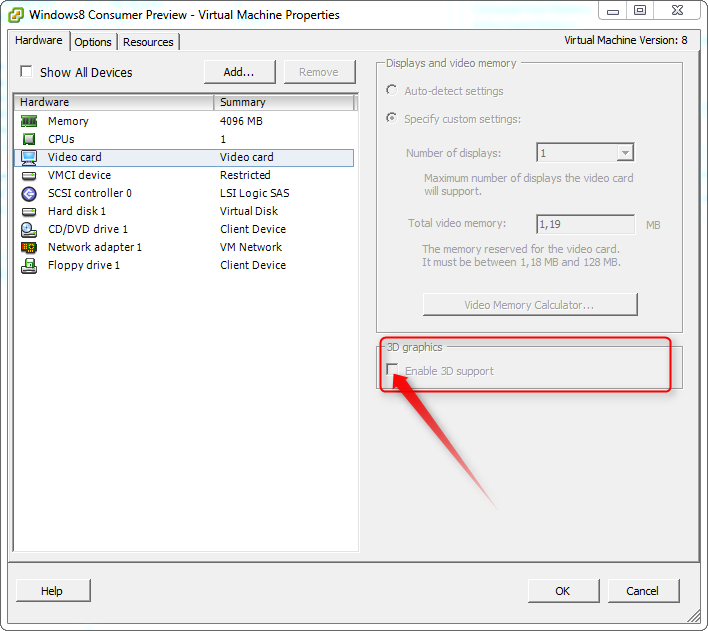 Windows8 Consumer Preview - Virtual Machine Properties
Hardware Options Resources Virtual Machine Version: 8
Show All Devices Add... Remove
Hardware Summary
Memory 4096 MB
CPUs 1
Video card Video card
VMCI device Restricted
SCSI controller 0 LSI Logic SAS
Hard disk 1 Virtual Disk
CD/DVD drive 1 Client Device
Network adapter 1 VM Network
Floppy drive 1 Client Device
Displays and video memory
Auto-detect settings
Specify custom settings:
Number of displays: 1
Maximum number of displays the video card
will support.
Total video memory: 1,19 MB
The memory reserved for the video card.
It must be between 1,18 MB and 128 MB.
Video Memory Calculator...
3D graphics
Enable 3D support
Help OK Cancel